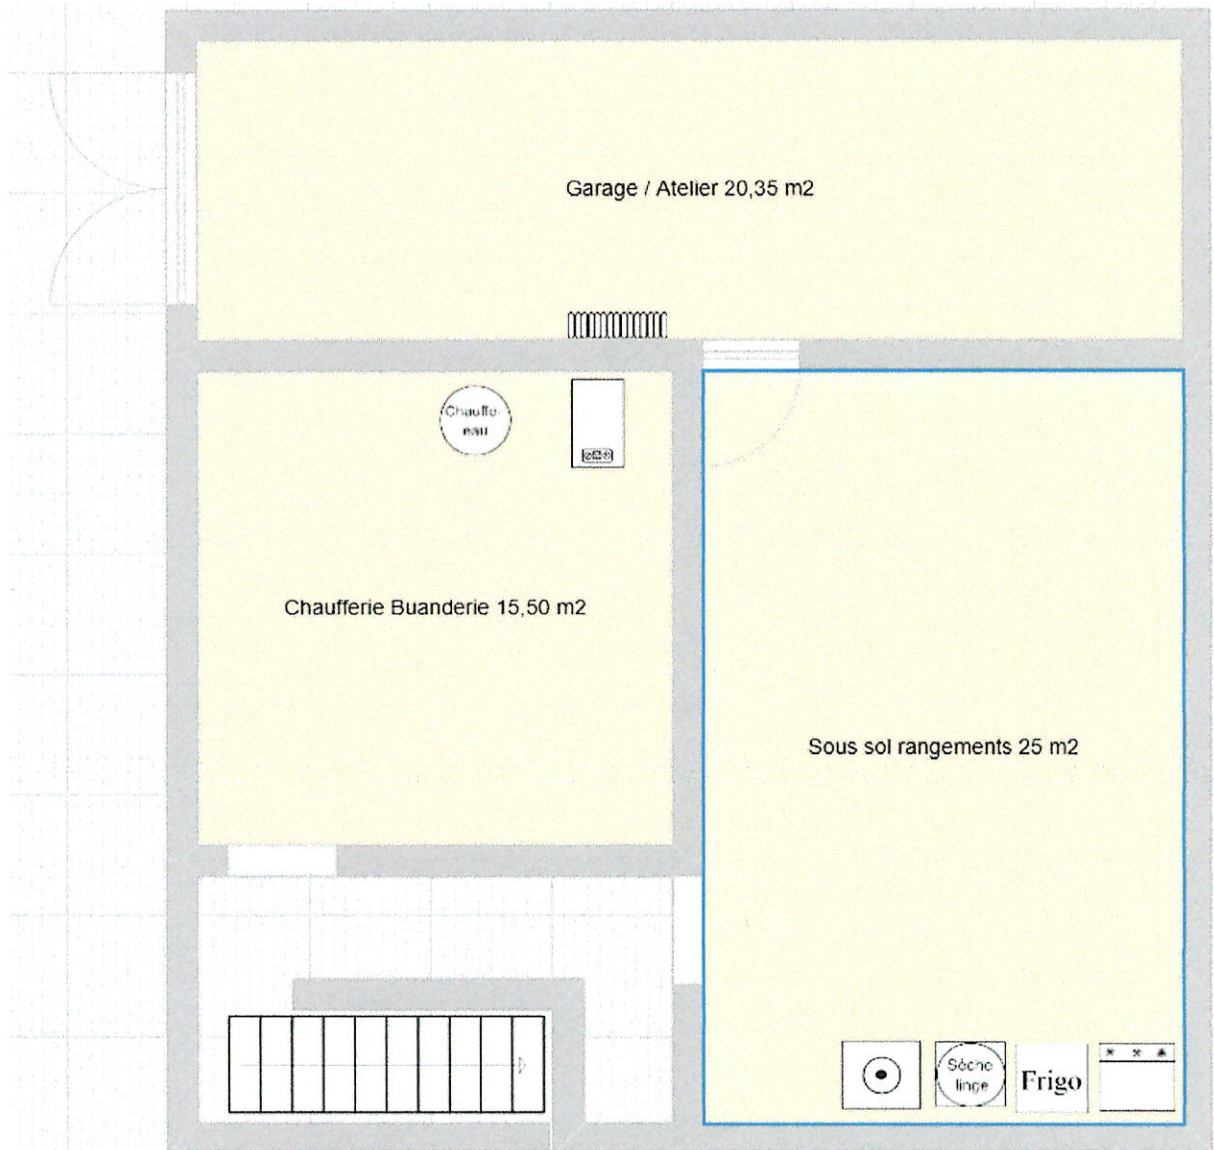 Garage / Atelier 20,35 m2
Chauffe-
eau
Chaufferie Buanderie 15,50 m2
Sous sol rangements 25 m2
Sèche
linge
Frigo